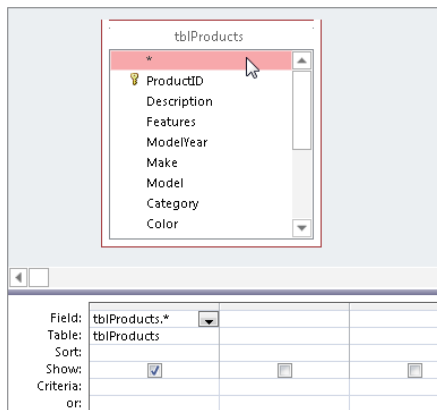 tblProducts
*
ProductID
Description
Features
ModelYear
Make
Model
Category
Color
Field: tblProducts.*
Table: tblProducts
Sort:
Show:
Criteria:
or: